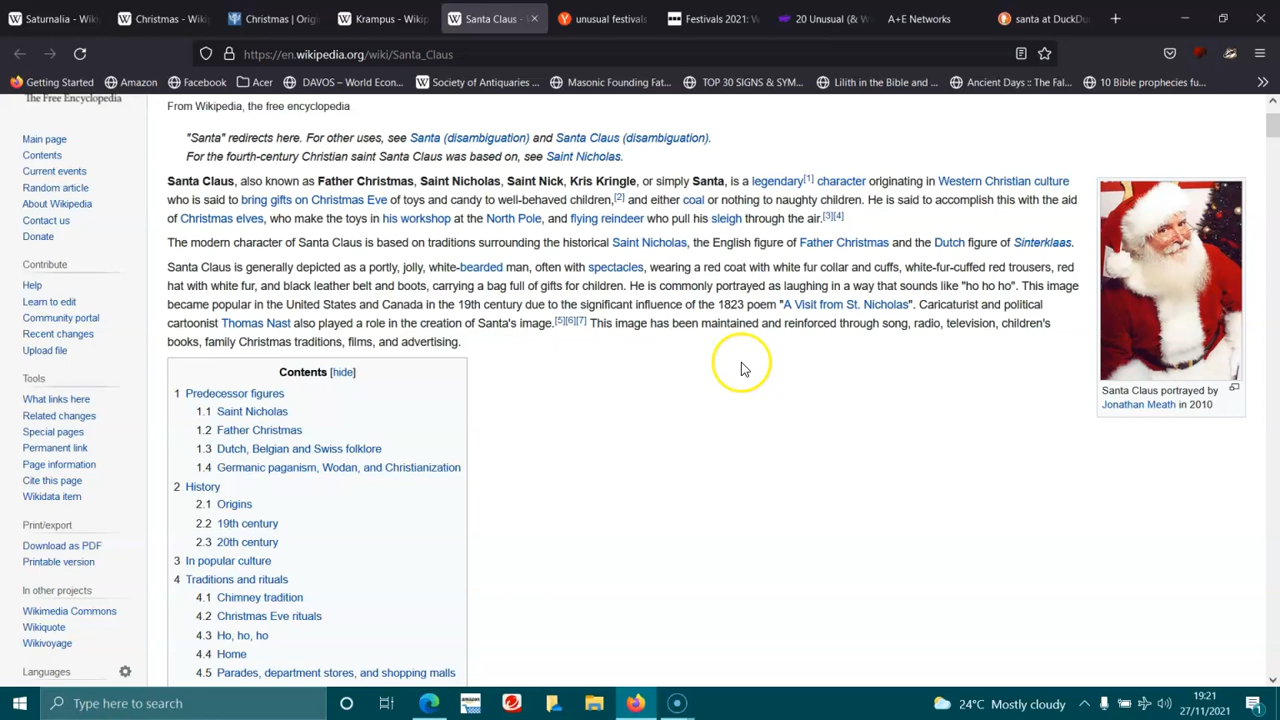 Saturnalia - Wiki
Christmas - Wiki
Christmas | Orig
Krampus - Wikip
Santa Claus - W
unusual festivals
Festivals 2021: W
20 Unusual (& W
A+E Networks
santa at DuckDu
https://en.wikipedia.org/wiki/Santa_Claus
Getting Started
Amazon
Facebook
Acer
DAVOS – World Econ...
Society of Antiquaries ...
Masonic Founding Fat...
TOP 30 SIGNS & SYM...
Lilith in the Bible and ...
Ancient Days :: The Fal...
10 Bible prophecies fu...
The Free Encyclopedia
Main page
Contents
Current events
Random article
About Wikipedia
Contact us
Donate
Contribute
Help
Learn to edit
Community portal
Recent changes
Upload file
Tools
What links here
Related changes
Special pages
Permanent link
Page information
Cite this page
Wikidata item
Print/export
Download as PDF
Printable version
In other projects
Wikimedia Commons
Wikiquote
Wikivoyage
Languages
From Wikipedia, the free encyclopedia
"Santa" redirects here. For other uses, see Santa (disambiguation) and Santa Claus (disambiguation).
For the fourth-century Christian saint Santa Claus was based on, see Saint Nicholas.
Santa Claus, also known as Father Christmas, Saint Nicholas, Saint Nick, Kris Kringle, or simply Santa, is a legendary[1] character originating in Western Christian culture
who is said to bring gifts on Christmas Eve of toys and candy to well-behaved children,[2] and either coal or nothing to naughty children. He is said to accomplish this with the aid
of Christmas elves, who make the toys in his workshop at the North Pole, and flying reindeer who pull his sleigh through the air.[3][4]
The modern character of Santa Claus is based on traditions surrounding the historical Saint Nicholas, the English figure of Father Christmas and the Dutch figure of Sinterklaas.
Santa Claus is generally depicted as a portly, jolly, white-bearded man, often with spectacles, wearing a red coat with white fur collar and cuffs, white-fur-cuffed red trousers, red
hat with white fur, and black leather belt and boots, carrying a bag full of gifts for children. He is commonly portrayed as laughing in a way that sounds like "ho ho ho". This image
became popular in the United States and Canada in the 19th century due to the significant influence of the 1823 poem "A Visit from St. Nicholas". Caricaturist and political
cartoonist Thomas Nast also played a role in the creation of Santa's image.[5][6][7] This image has been maintained and reinforced through song, radio, television, children's
books, family Christmas traditions, films, and advertising.
Santa Claus portrayed by
Jonathan Meath in 2010
Contents [hide]
1 Predecessor figures
1.1 Saint Nicholas
1.2 Father Christmas
1.3 Dutch, Belgian and Swiss folklore
1.4 Germanic paganism, Wodan, and Christianization
2 History
2.1 Origins
2.2 19th century
2.3 20th century
3 In popular culture
4 Traditions and rituals
4.1 Chimney tradition
4.2 Christmas Eve rituals
4.3 Ho, ho, ho
4.4 Home
4.5 Parades, department stores, and shopping malls
Type here to search
24°C Mostly cloudy
19:21
27/11/2021